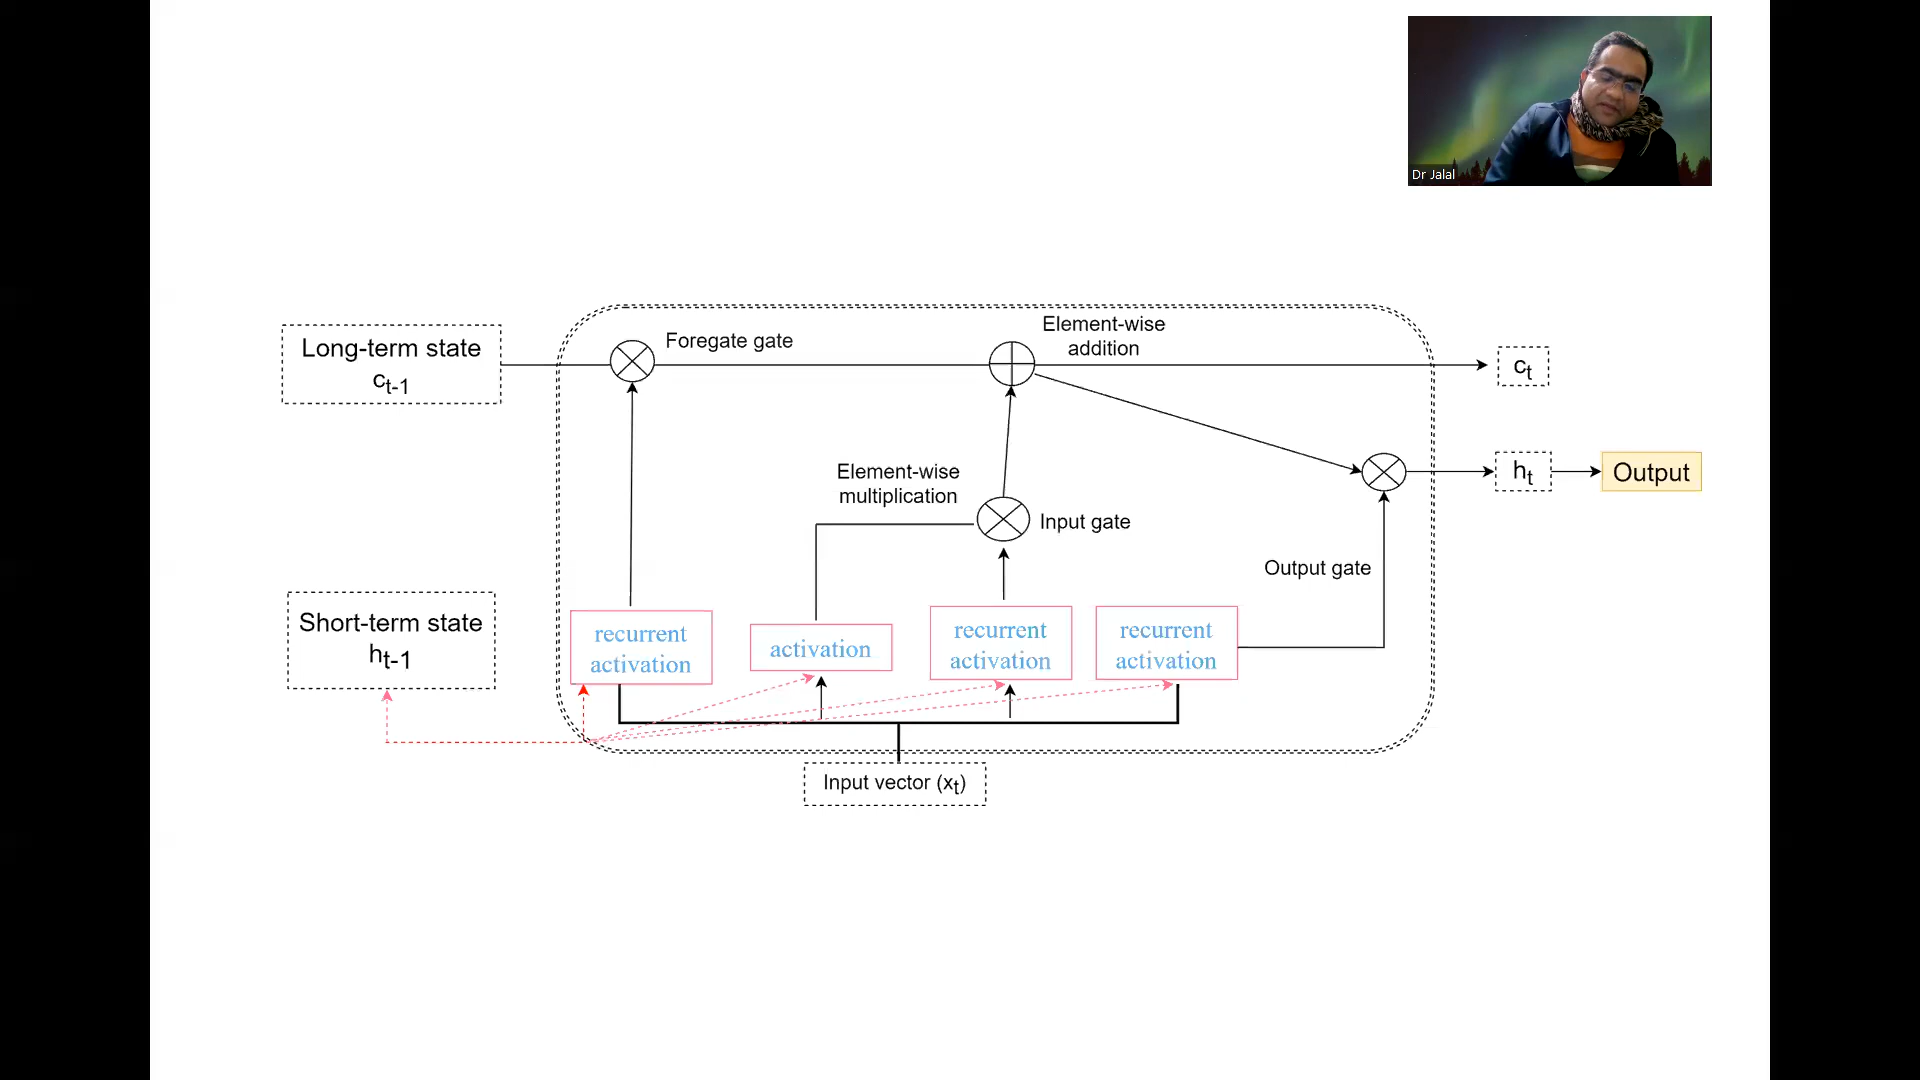 Dr Jalal
Long-term state
ct-1
Foregate gate
Element-wise
addition
ct
Element-wise
multiplication
Input gate
ht
Output
Output gate
Short-term state
ht-1
recurrent
activation
activation
recurrent
activation
recurrent
activation
Input vector (xt)